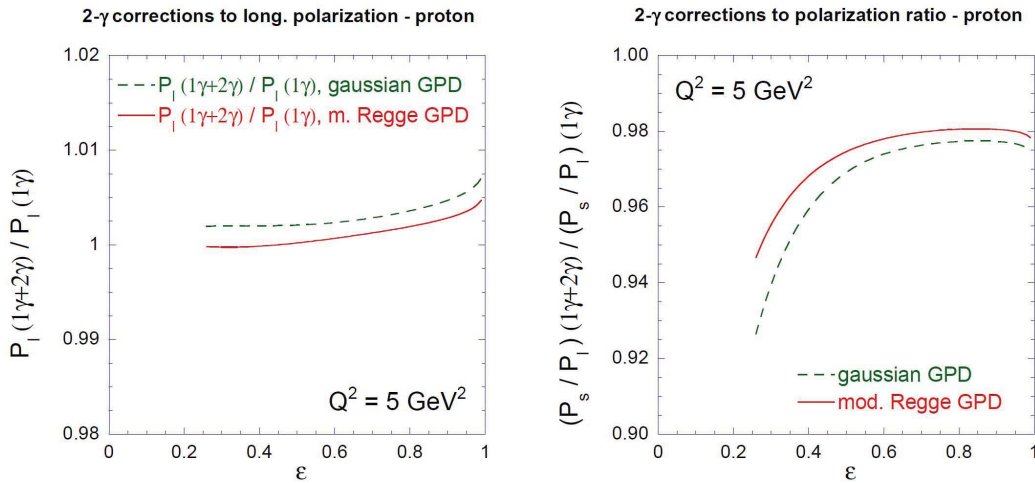 2-γ corrections to long. polarization - proton
1.02
1.01
1
0.99
0.98
0
0.2
0.4
0.6
0.8
1
P_l (1γ+2γ) / P_l (1γ), gaussian GPD
P_l (1γ+2γ) / P_l (1γ), m. Regge GPD
P_l (1γ+2γ) / P_l (1γ)
Q² = 5 GeV²
ε
2-γ corrections to polarization ratio - proton
1.00
0.98
0.96
0.94
0.92
0.90
0
0.2
0.4
0.6
0.8
1
Q² = 5 GeV²
(P_s / P_l) (1γ+2γ) / (P_s / P_l) (1γ)
gaussian GPD
mod. Regge GPD
ε